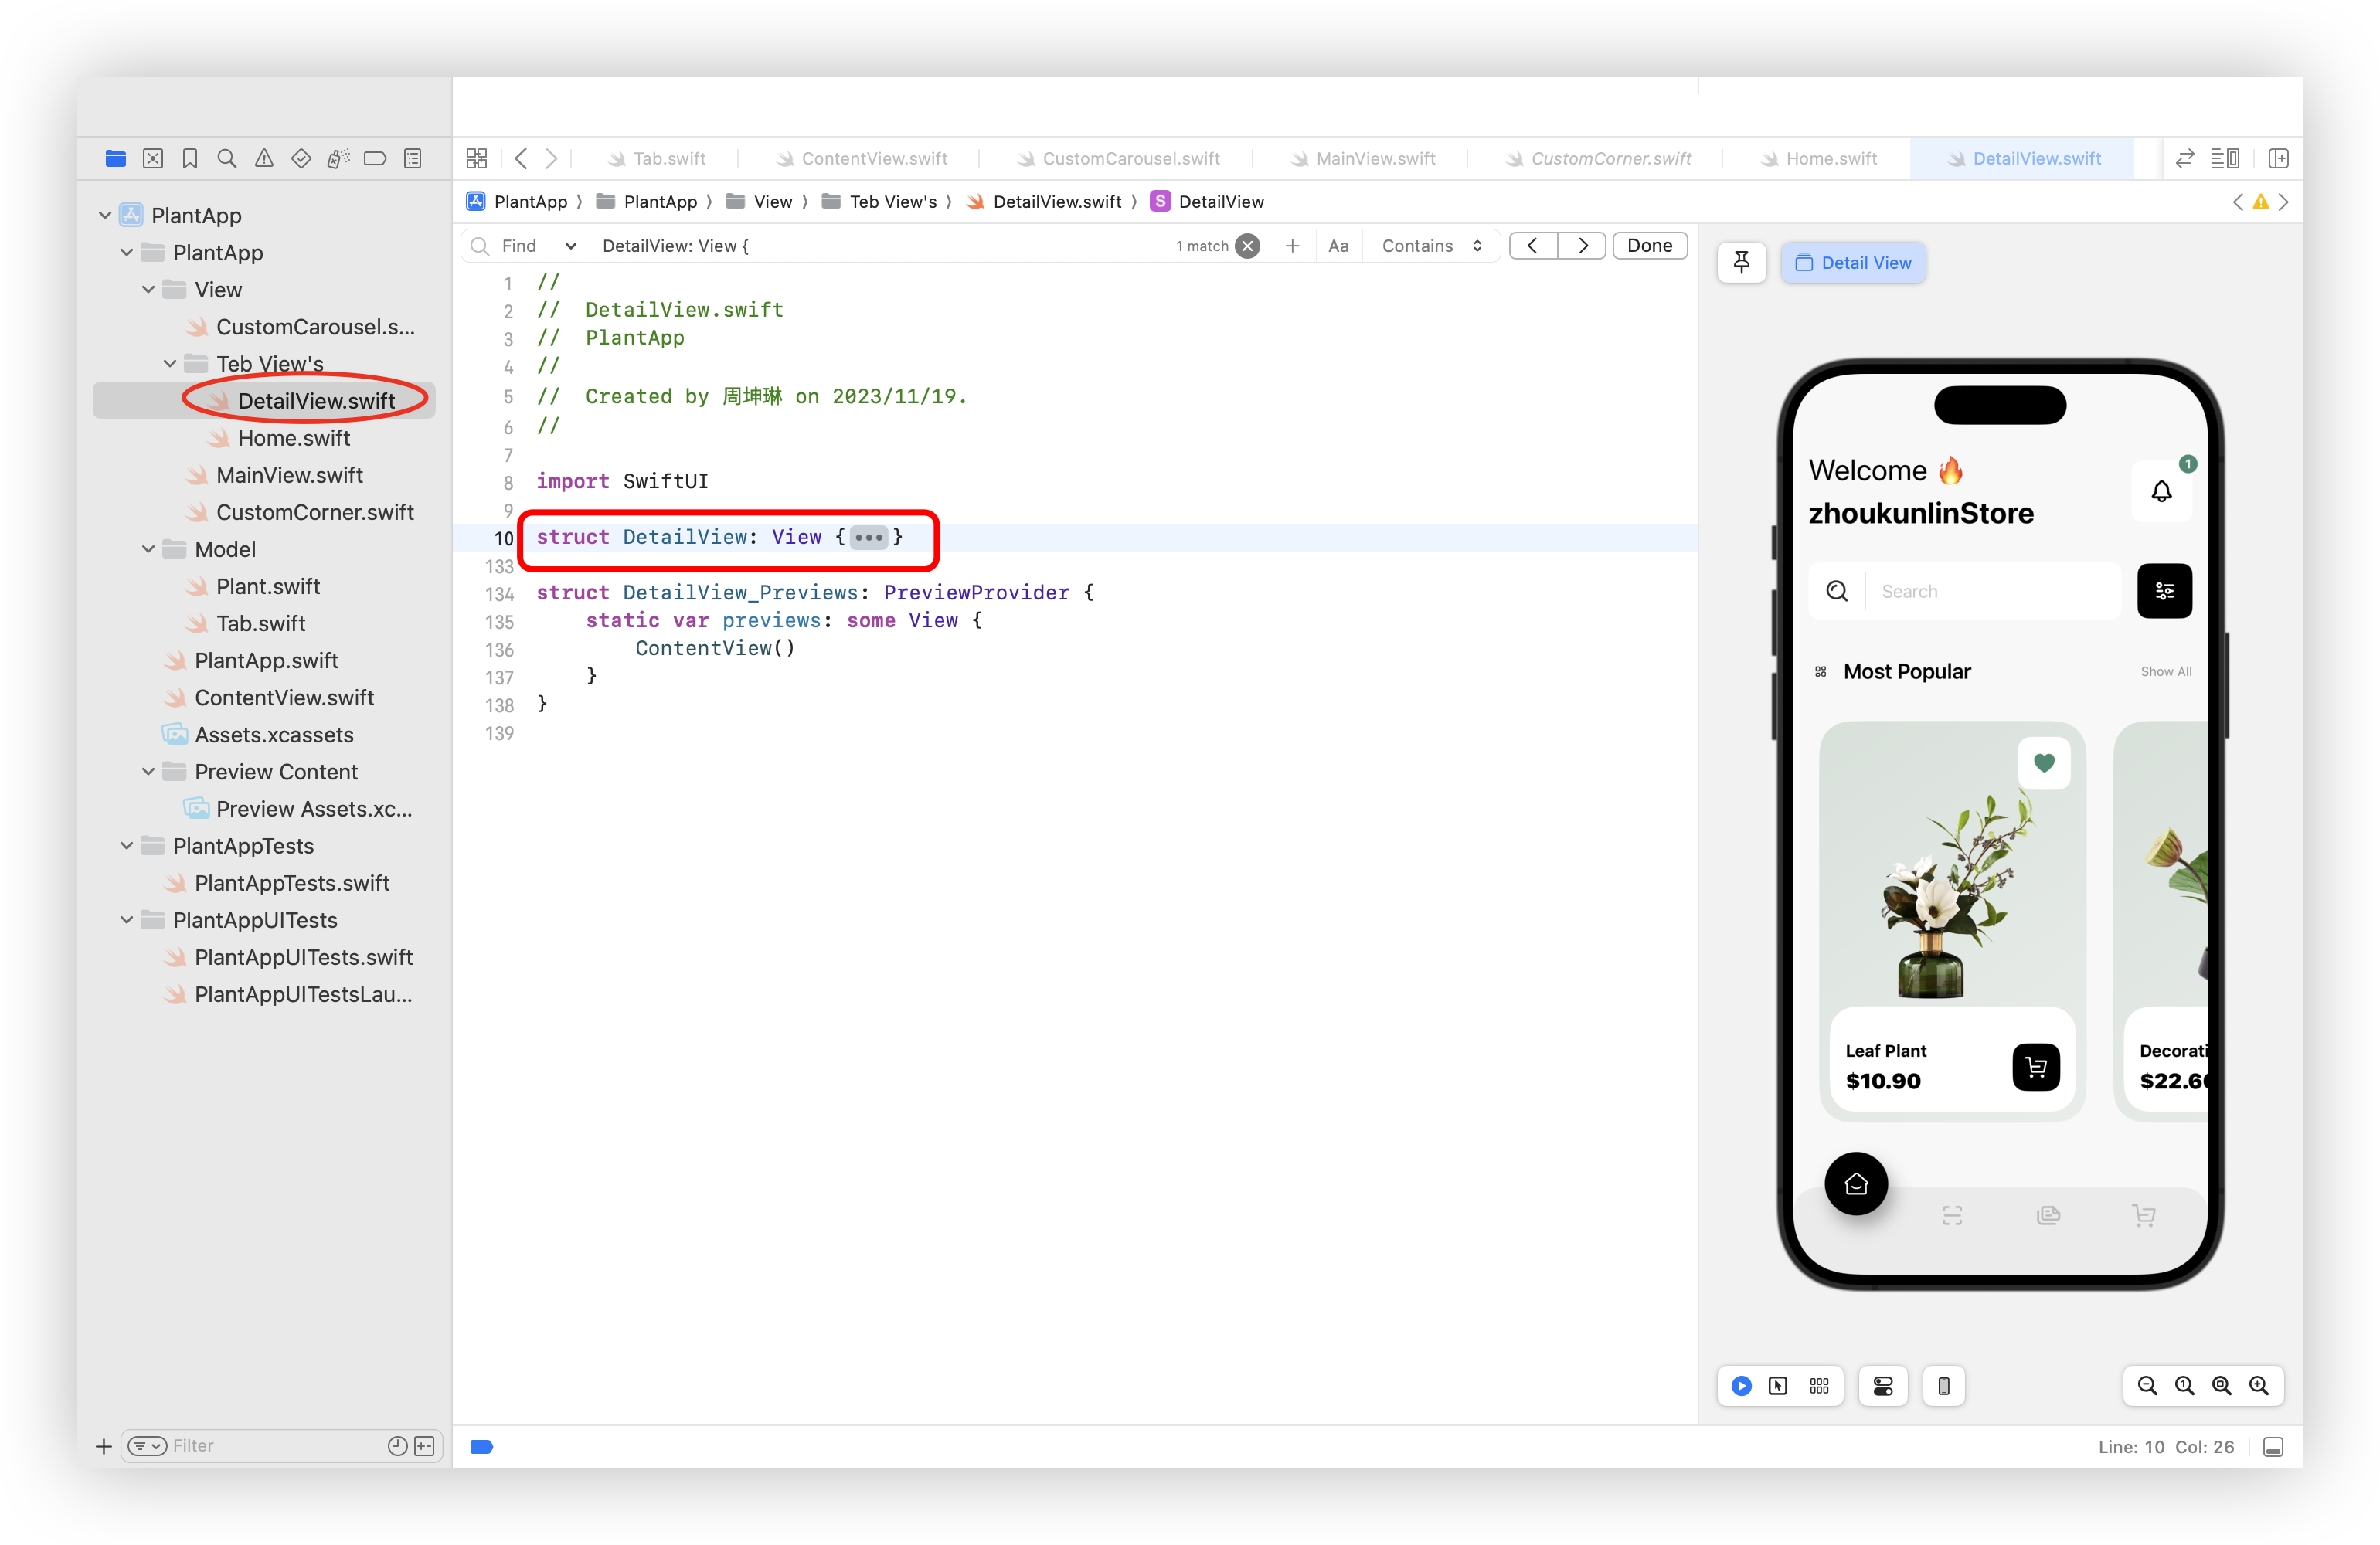 Tab.swift
ContentView.swift
CustomCarousel.swift
MainView.swift
CustomCorner.swift
Home.swift
DetailView.swift
PlantApp 〉 PlantApp 〉 View 〉 Teb View's 〉 DetailView.swift 〉 S DetailView
PlantApp
PlantApp
View
CustomCarousel.s...
Teb View's
DetailView.swift
Home.swift
MainView.swift
CustomCorner.swift
Model
Plant.swift
Tab.swift
PlantApp.swift
ContentView.swift
Assets.xcassets
Preview Content
Preview Assets.xc...
PlantAppTests
PlantAppTests.swift
PlantAppUITests
PlantAppUITests.swift
PlantAppUITestsLau...
Filter
Find DetailView: View { 1 match Aa Contains Done
1 //
2 //  DetailView.swift
3 //  PlantApp
4 //
5 //  Created by 周坤琳 on 2023/11/19.
6 //
7
8 import SwiftUI
9
10 struct DetailView: View {•••}
133
134 struct DetailView_Previews: PreviewProvider {
135     static var previews: some View {
136         ContentView()
137     }
138 }
139
Detail View
Welcome 🔥
1
zhoukunlinStore
Search
Most Popular
Show All
Leaf Plant
$10.90
Decorati
$22.60
Line: 10 Col: 26